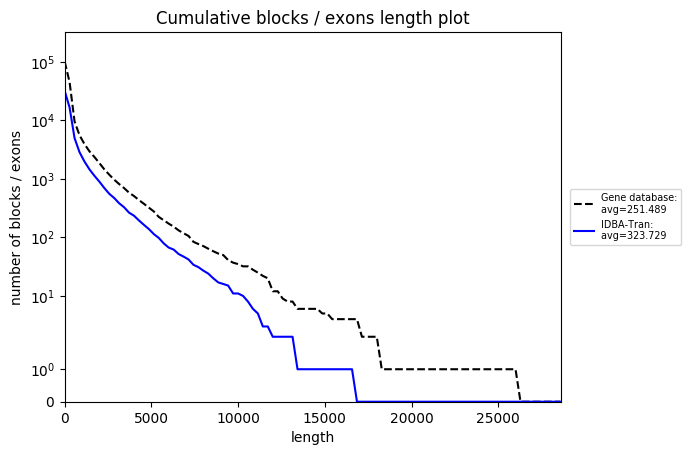 Cumulative blocks / exons length plot
number of blocks / exons
10^5
10^4
10^3
10^2
10^1
10^0
0
0 5000 10000 15000 20000 25000
length
Gene database:
avg=251.489
IDBA-Tran:
avg=323.729